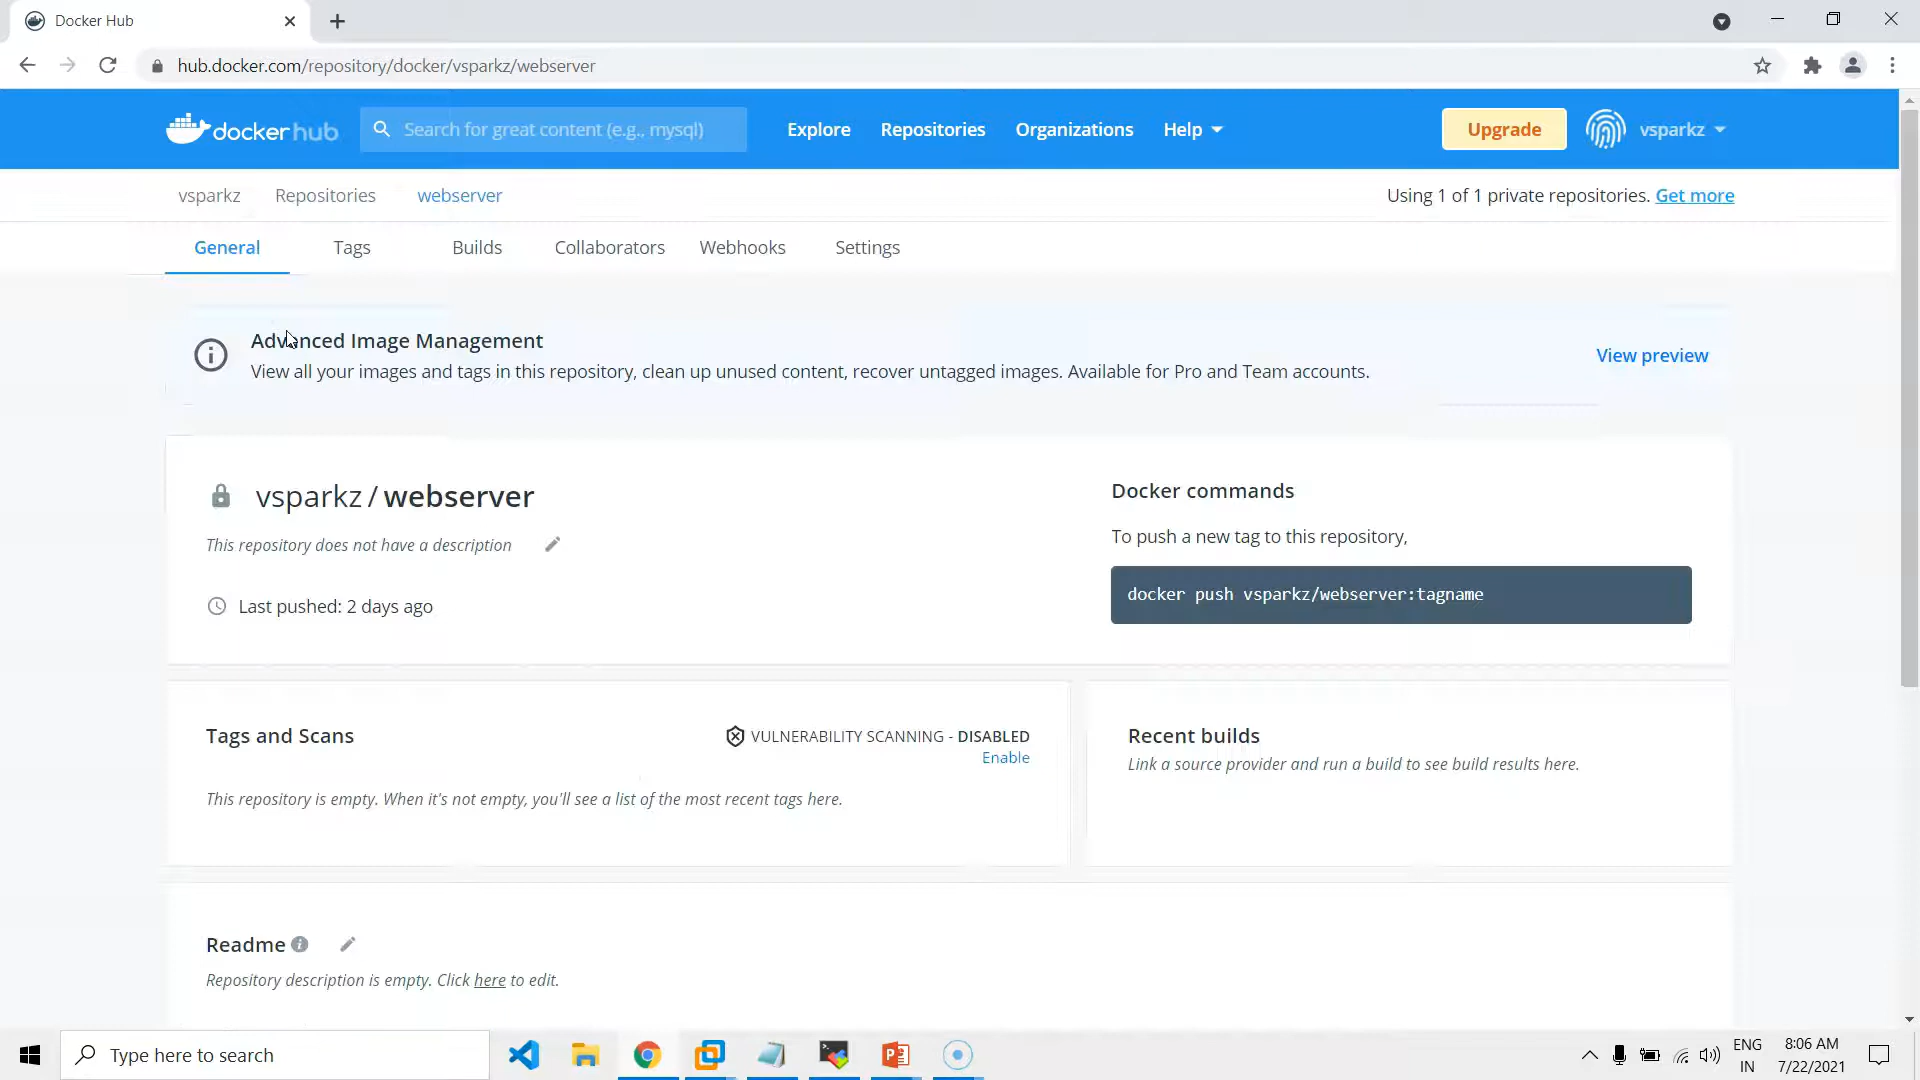 Docker Hub
hub.docker.com/repository/docker/vsparkz/webserver
dockerhub
Search for great content (e.g., mysql)
Explore
Repositories
Organizations
Help
Upgrade
vsparkz
vsparkz
Repositories
webserver
Using 1 of 1 private repositories. Get more
General
Tags
Builds
Collaborators
Webhooks
Settings
Advanced Image Management
View all your images and tags in this repository, clean up unused content, recover untagged images. Available for Pro and Team accounts.
View preview
vsparkz / webserver
This repository does not have a description
Last pushed: 2 days ago
Docker commands
To push a new tag to this repository,
docker push vsparkz/webserver:tagname
Tags and Scans
VULNERABILITY SCANNING - DISABLED
Enable
This repository is empty. When it's not empty, you'll see a list of the most recent tags here.
Recent builds
Link a source provider and run a build to see build results here.
Readme
Repository description is empty. Click here to edit.
Type here to search
ENG
IN
8:06 AM
7/22/2021